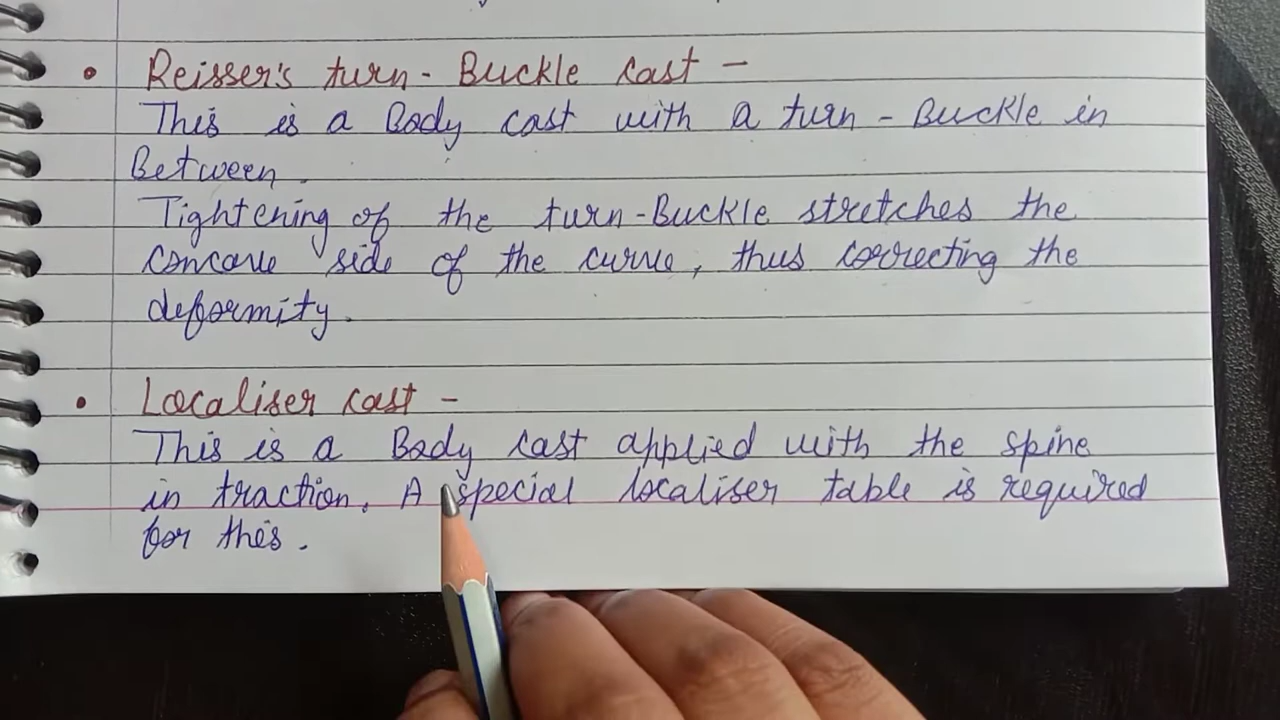 • Reisser's turn-Buckle cast -
This is a Body cast with a turn-Buckle in
Between.
Tightening of the turn-Buckle stretches the
concave side of the curve, thus correcting the
deformity.
• Localiser cast -
This is a Body cast applied with the spine
in traction. A special localiser table is required
for this.